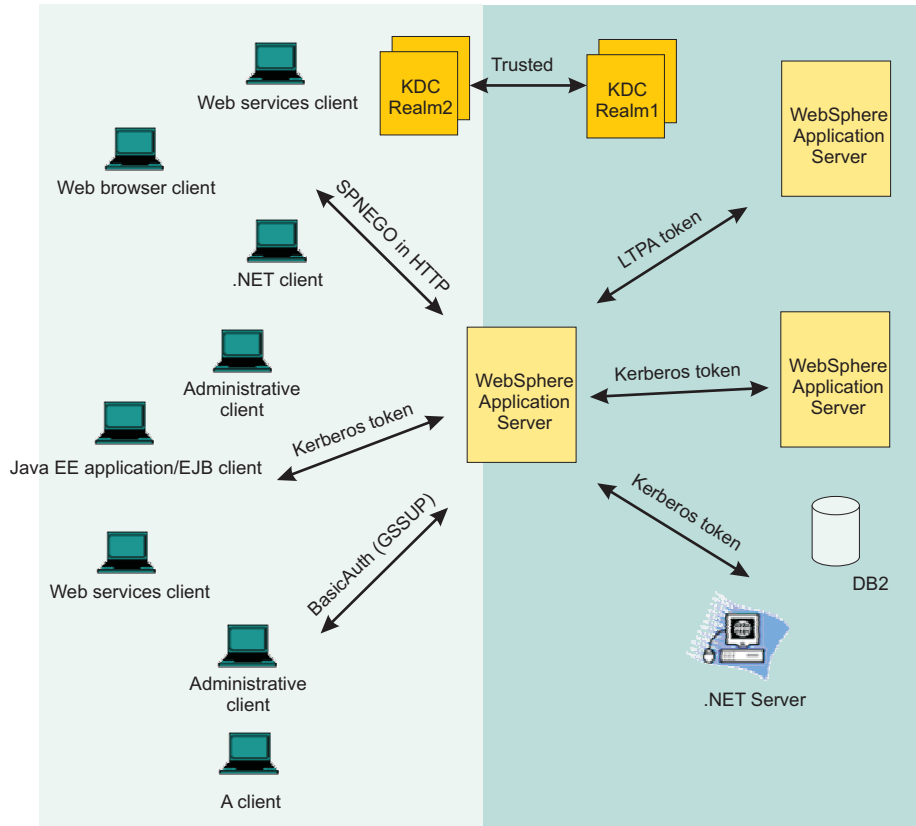 Web services client
KDC
Realm2
Trusted
KDC
Realm1
WebSphere
Application
Server
Web browser client
SPNEGO in HTTP
LTPA token
.NET client
Administrative
client
WebSphere
Application
Server
Kerberos token
WebSphere
Application
Server
Kerberos token
Java EE application/EJB client
Kerberos token
BasicAuth (GSSUP)
Web services client
DB2
Administrative
client
.NET Server
A client